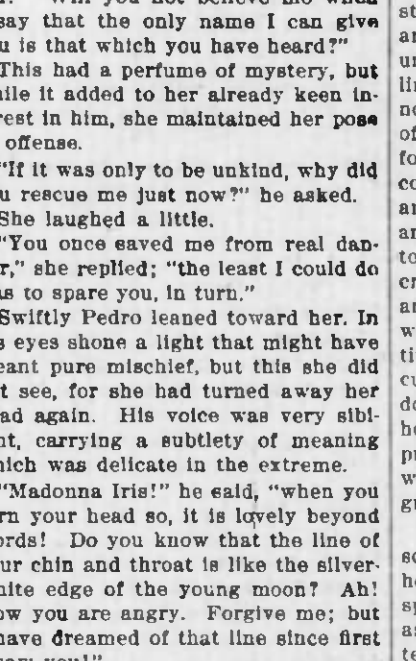 say that the only name I can give
u is that which you have heard?"
This had a perfume of mystery, but
ile it added to her already keen in-
rest in him, she maintained her pose
offense.
"If it was only to be unkind, why did
u rescue me just now?" he asked.
She laughed a little.
"You once saved me from real dan-
r," she replied; "the least I could do
s to spare you, in turn."
Swiftly Pedro leaned toward her. In
s eyes shone a light that might have
eant pure mischief, but this she did
t see, for she had turned away her
ad again. His voice was very sibi-
nt, carrying a subtlety of meaning
hich was delicate in the extreme.
"Madonna Iris!" he said, "when you
rn your head so, it is lovely beyond
ords! Do you know that the line of
ur chin and throat is like the silver-
hite edge of the young moon? Ah!
ow you are angry. Forgive me; but
have dreamed of that line since first